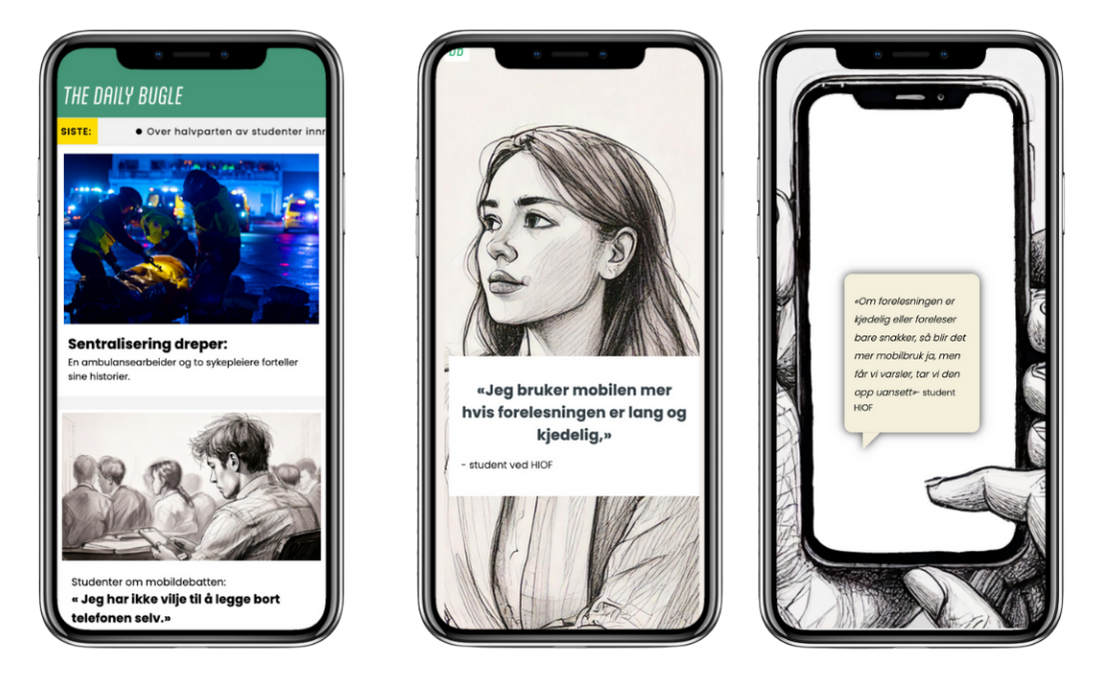 THE DAILY BUGLE
SISTE:
● Over halvparten av studenter innr
Sentralisering dreper:
En ambulansearbeider og to sykepleiere forteller
sine historier.
Studenter om mobildebatten:
« Jeg har ikke vilje til å legge bort
telefonen selv.»
«Jeg bruker mobilen mer
hvis forelesningen er lang og
kjedelig,»
- student ved HIOF
«Om forelesningen er
kjedelig eller foreleser
bare snakker, så blir det
mer mobilbruk ja, men
får vi varsler, tar vi den
opp uansett»- student
HIOF